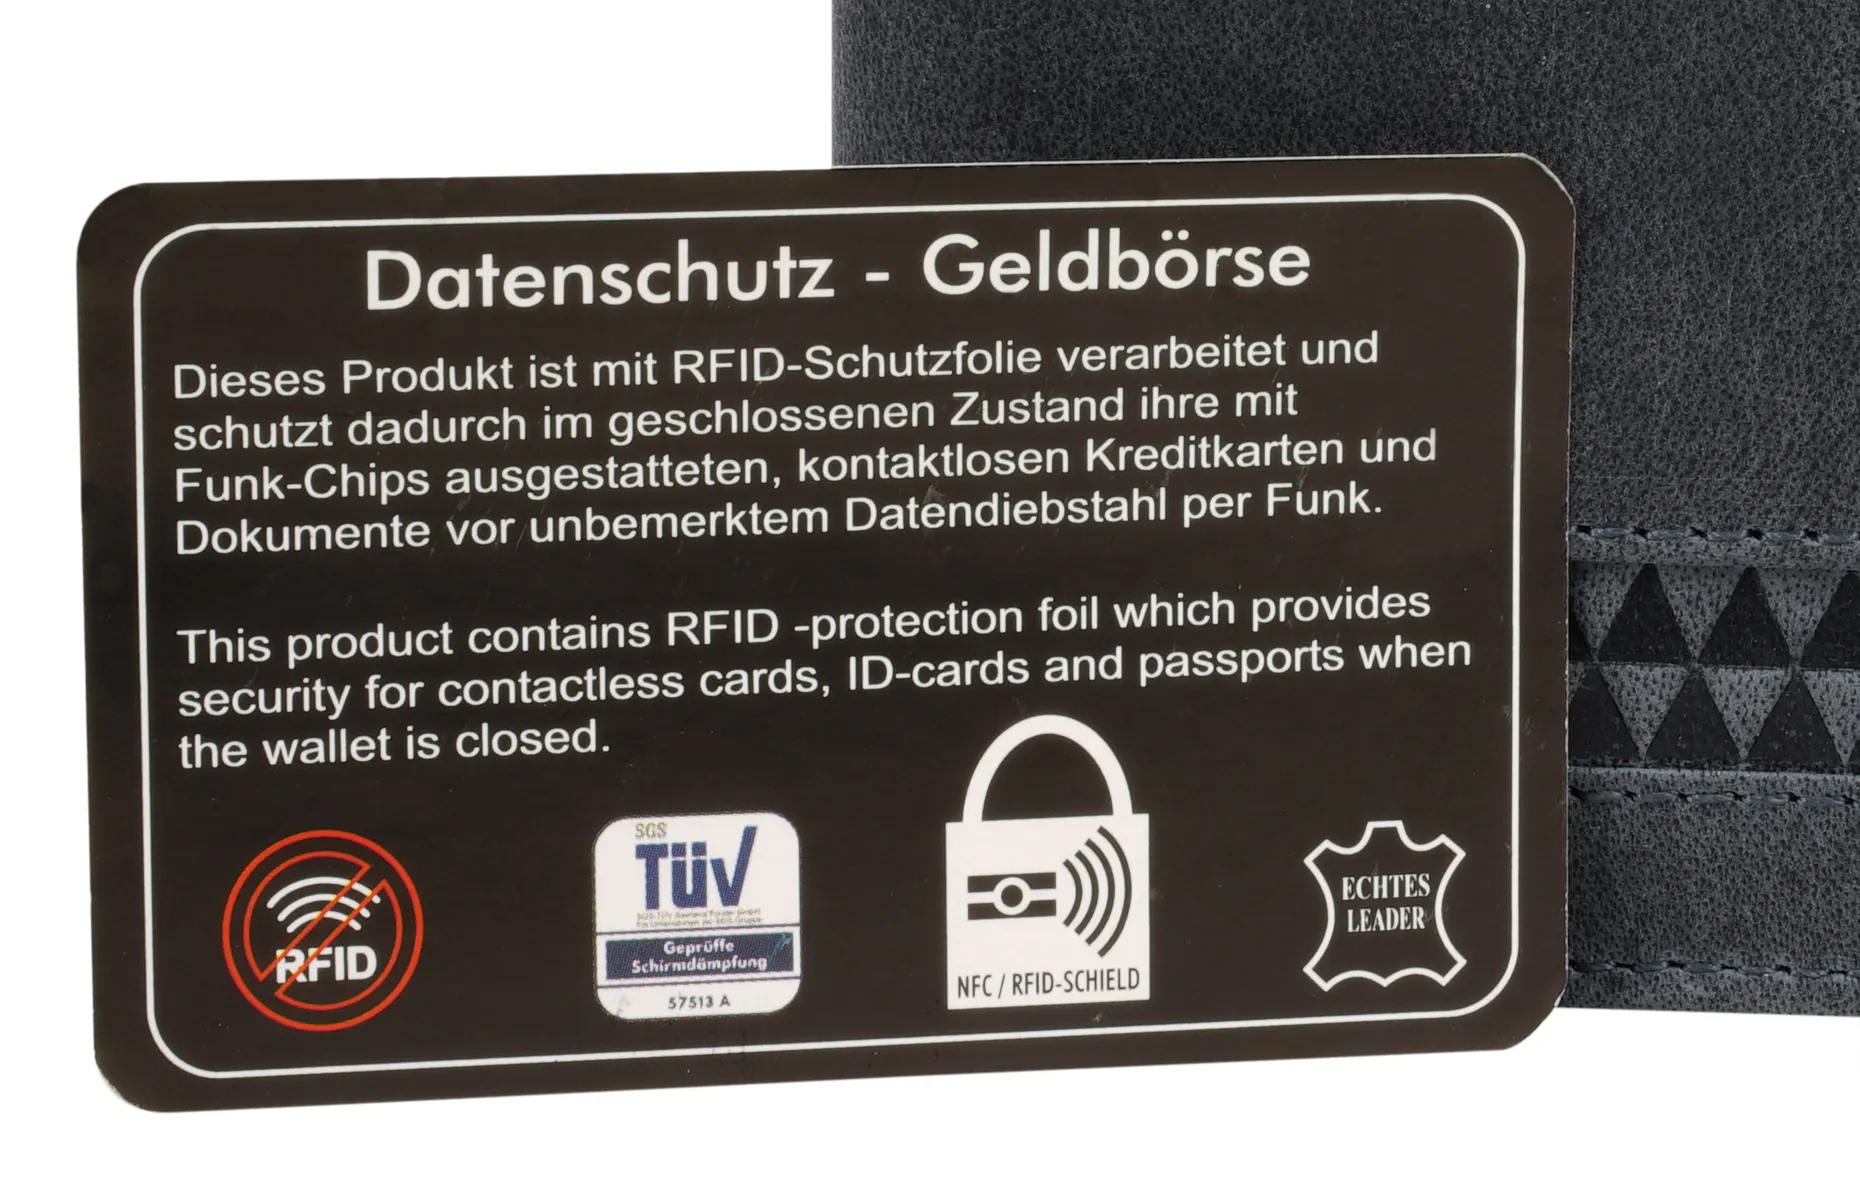 Datenschutz - Geldbörse
Dieses Produkt ist mit RFID-Schutzfolie verarbeitet und
schutzt dadurch im geschlossenen Zustand ihre mit
Funk-Chips ausgestatteten, kontaktlosen Kreditkarten und
Dokumente vor unbemerktem Datendiebstahl per Funk.
This product contains RFID -protection foil which provides
security for contactless cards, ID-cards and passports when
the wallet is closed.
RFID
SGS
TÜV
Geprüffe
Schirmdämpfung
57513 A
NFC / RFID-SCHIELD
ECHTES
LEADER